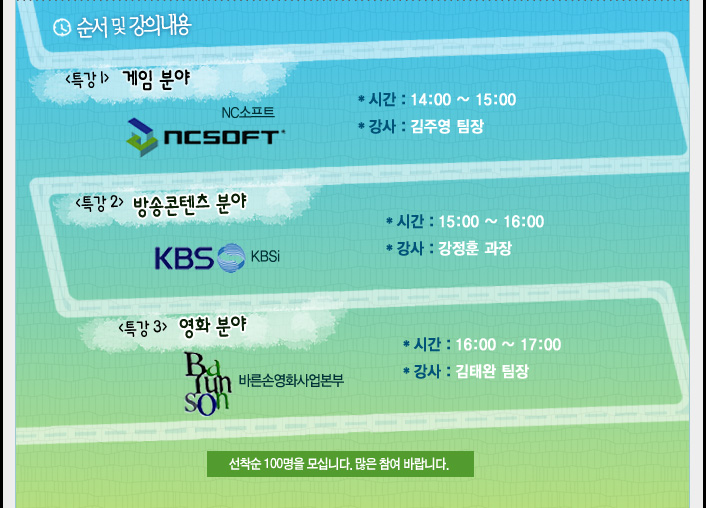 순서 및 강의내용
<특강1> 게임 분야
NC소프트
NCSOFT
* 시간 : 14:00 ~ 15:00
* 강사 : 김주영 팀장
<특강2> 방송콘텐츠 분야
KBS KBSi
* 시간 : 15:00 ~ 16:00
* 강사 : 강정훈 과장
<특강3> 영화 분야
Barunson 바른손영화사업본부
* 시간 : 16:00 ~ 17:00
* 강사 : 김태완 팀장
선착순 100명을 모십니다. 많은 참여 바랍니다.